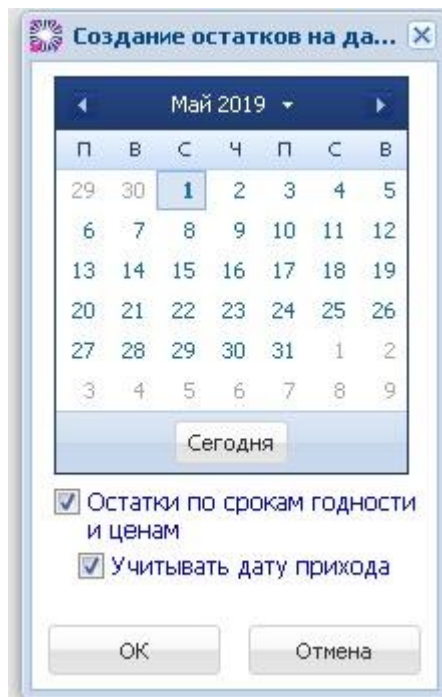 Создание остатков на да...
Май 2019
П В С Ч П С В
29 30 1 2 3 4 5
6 7 8 9 10 11 12
13 14 15 16 17 18 19
20 21 22 23 24 25 26
27 28 29 30 31 1 2
3 4 5 6 7 8 9
Сегодня
Остатки по срокам годности
и ценам
Учитывать дату прихода
ОК Отмена